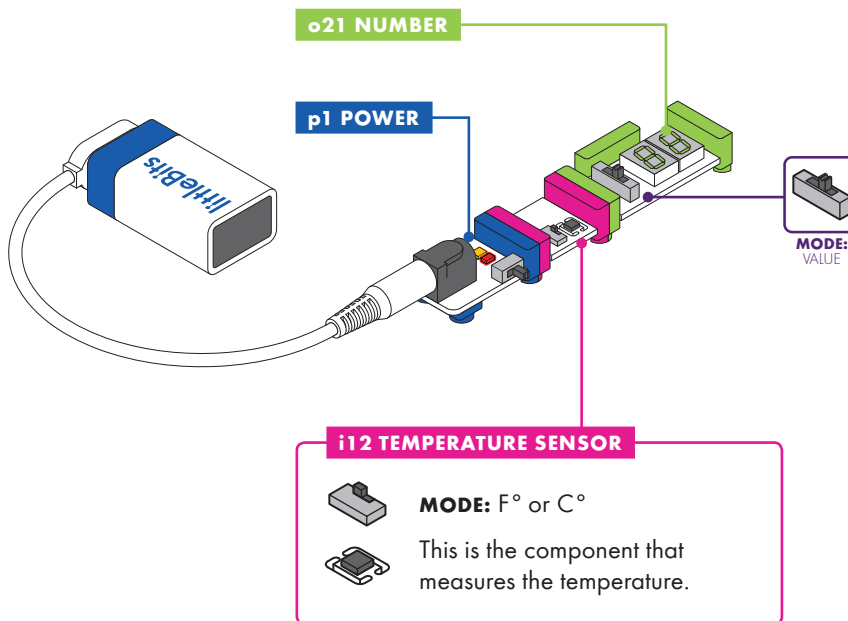 o21 NUMBER
p1 POWER
littleBits
MODE:
VALUE
i12 TEMPERATURE SENSOR
MODE: F° or C°
This is the component that
measures the temperature.